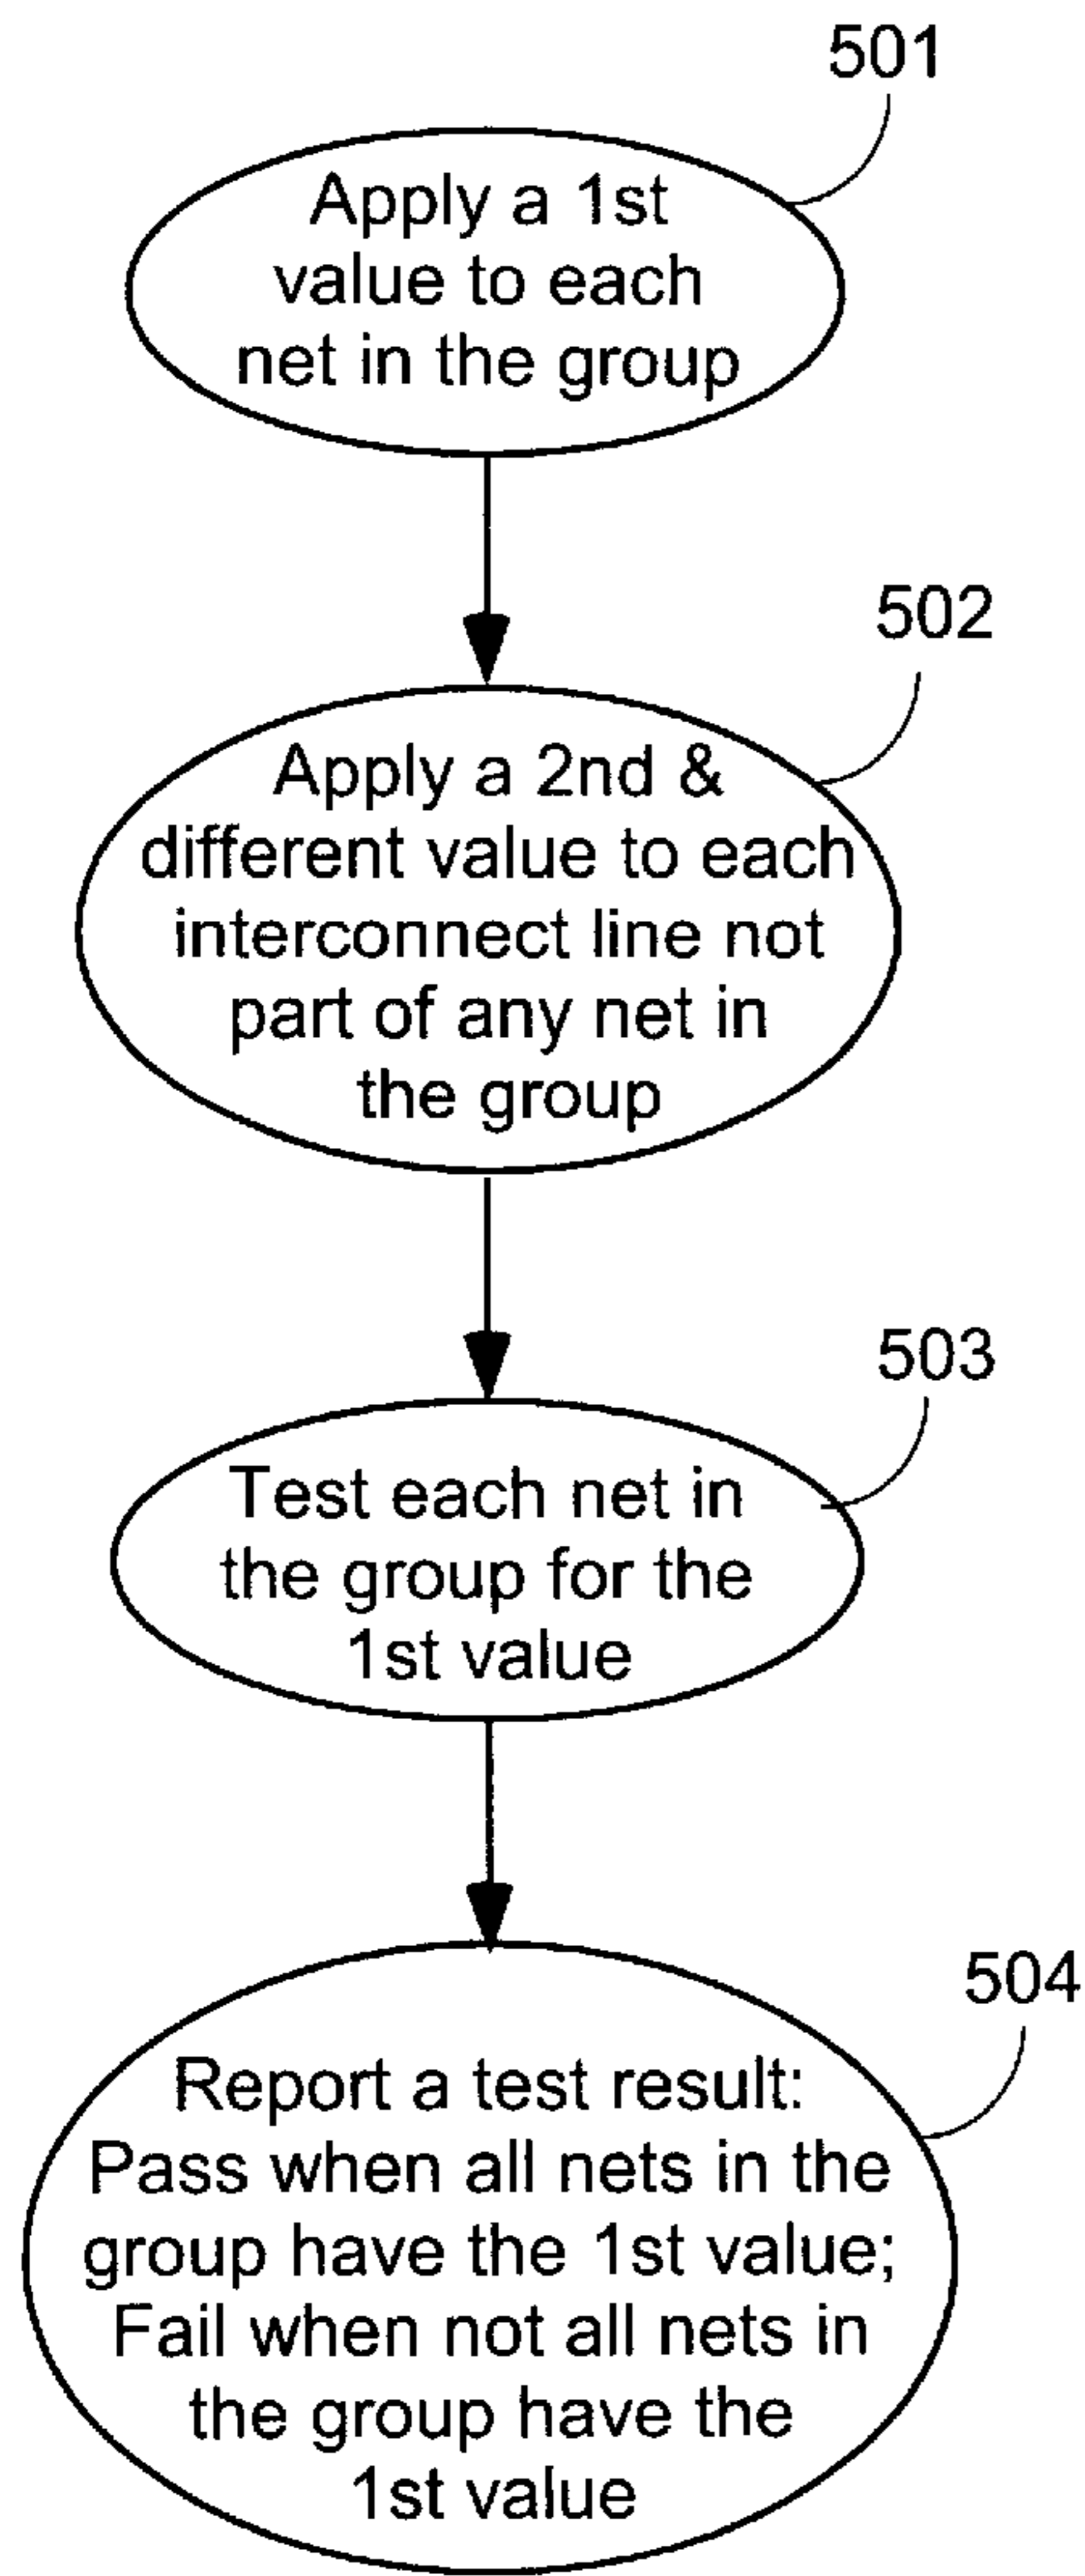 501
Apply a 1st
value to each
net in the group
502
Apply a 2nd &
different value to each
interconnect line not
part of any net in
the group
503
Test each net in
the group for the
1st value
504
Report a test result:
Pass when all nets in the
group have the 1st value;
Fail when not all nets in
the group have the
1st value